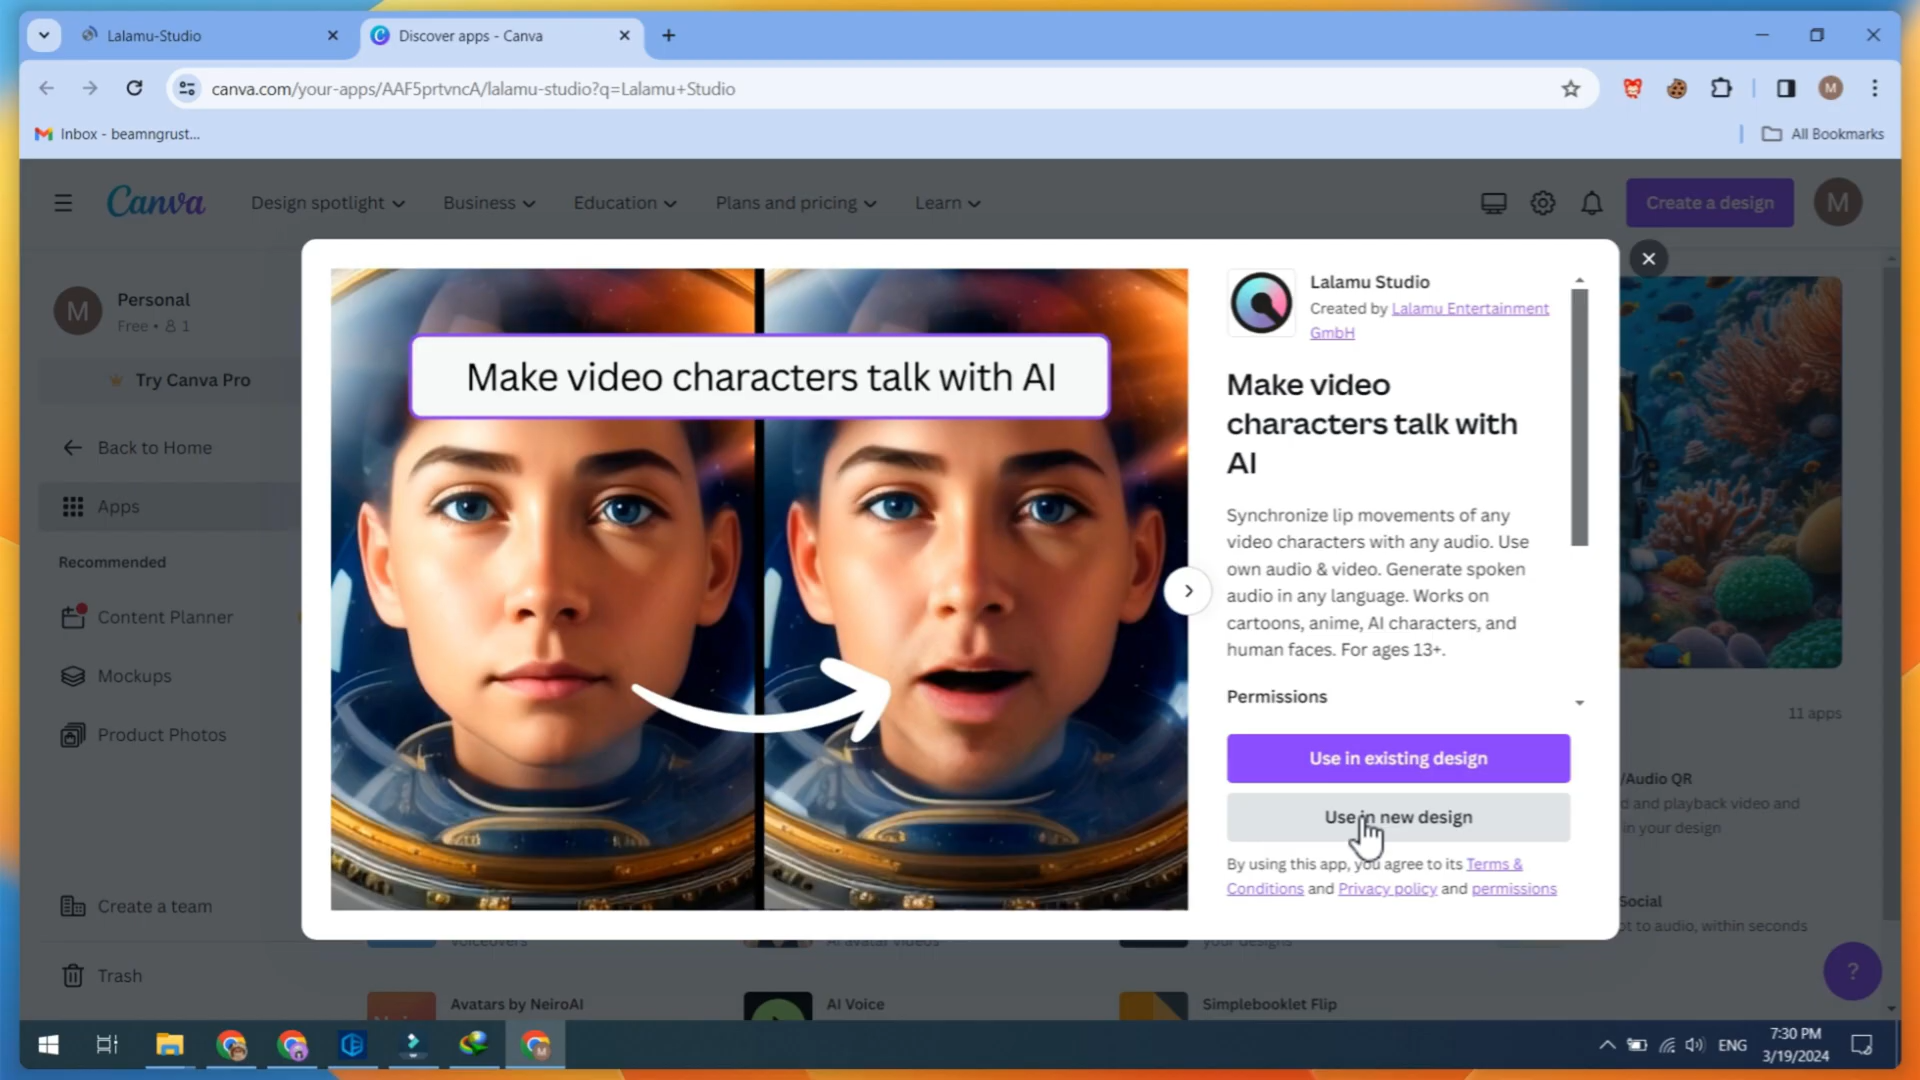 Lalamu-Studio
Discover apps - Canva
canva.com/your-apps/AAF5prtvncA/lalamu-studio?q=Lalamu+Studio
M
Inbox - beamngrust...
All Bookmarks
Canva
Design spotlight
Business
Education
Plans and pricing
Learn
Create a design
M
M
Personal
Free • 1
Try Canva Pro
Back to Home
Apps
Recommended
Content Planner
Mockups
Product Photos
Create a team
Trash
Make video characters talk with AI
Lalamu Studio
Created by Lalamu Entertainment
GmbH
Make video
characters talk with
AI
Synchronize lip movements of any
video characters with any audio. Use
own audio & video. Generate spoken
audio in any language. Works on
cartoons, anime, AI characters, and
human faces. For ages 13+.
Permissions
Use in existing design
Use in new design
By using this app, you agree to its Terms &
Conditions and Privacy policy and permissions
11 apps
/Audio QR
d and playback video and
in your design
Social
ot to audio, within seconds
voiceovers
AI avatar videos
your designs
Avatars by NeiroAI
AI Voice
Simplebooklet Flip
?
ENG
7:30 PM
3/19/2024